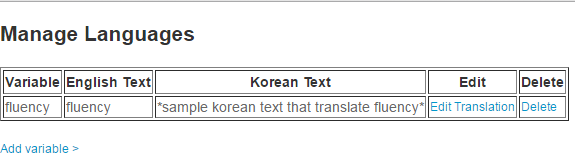 Manage Languages
Variable English Text Korean Text Edit Delete
fluency fluency *sample korean text that translate fluency* Edit Translation Delete
Add variable >